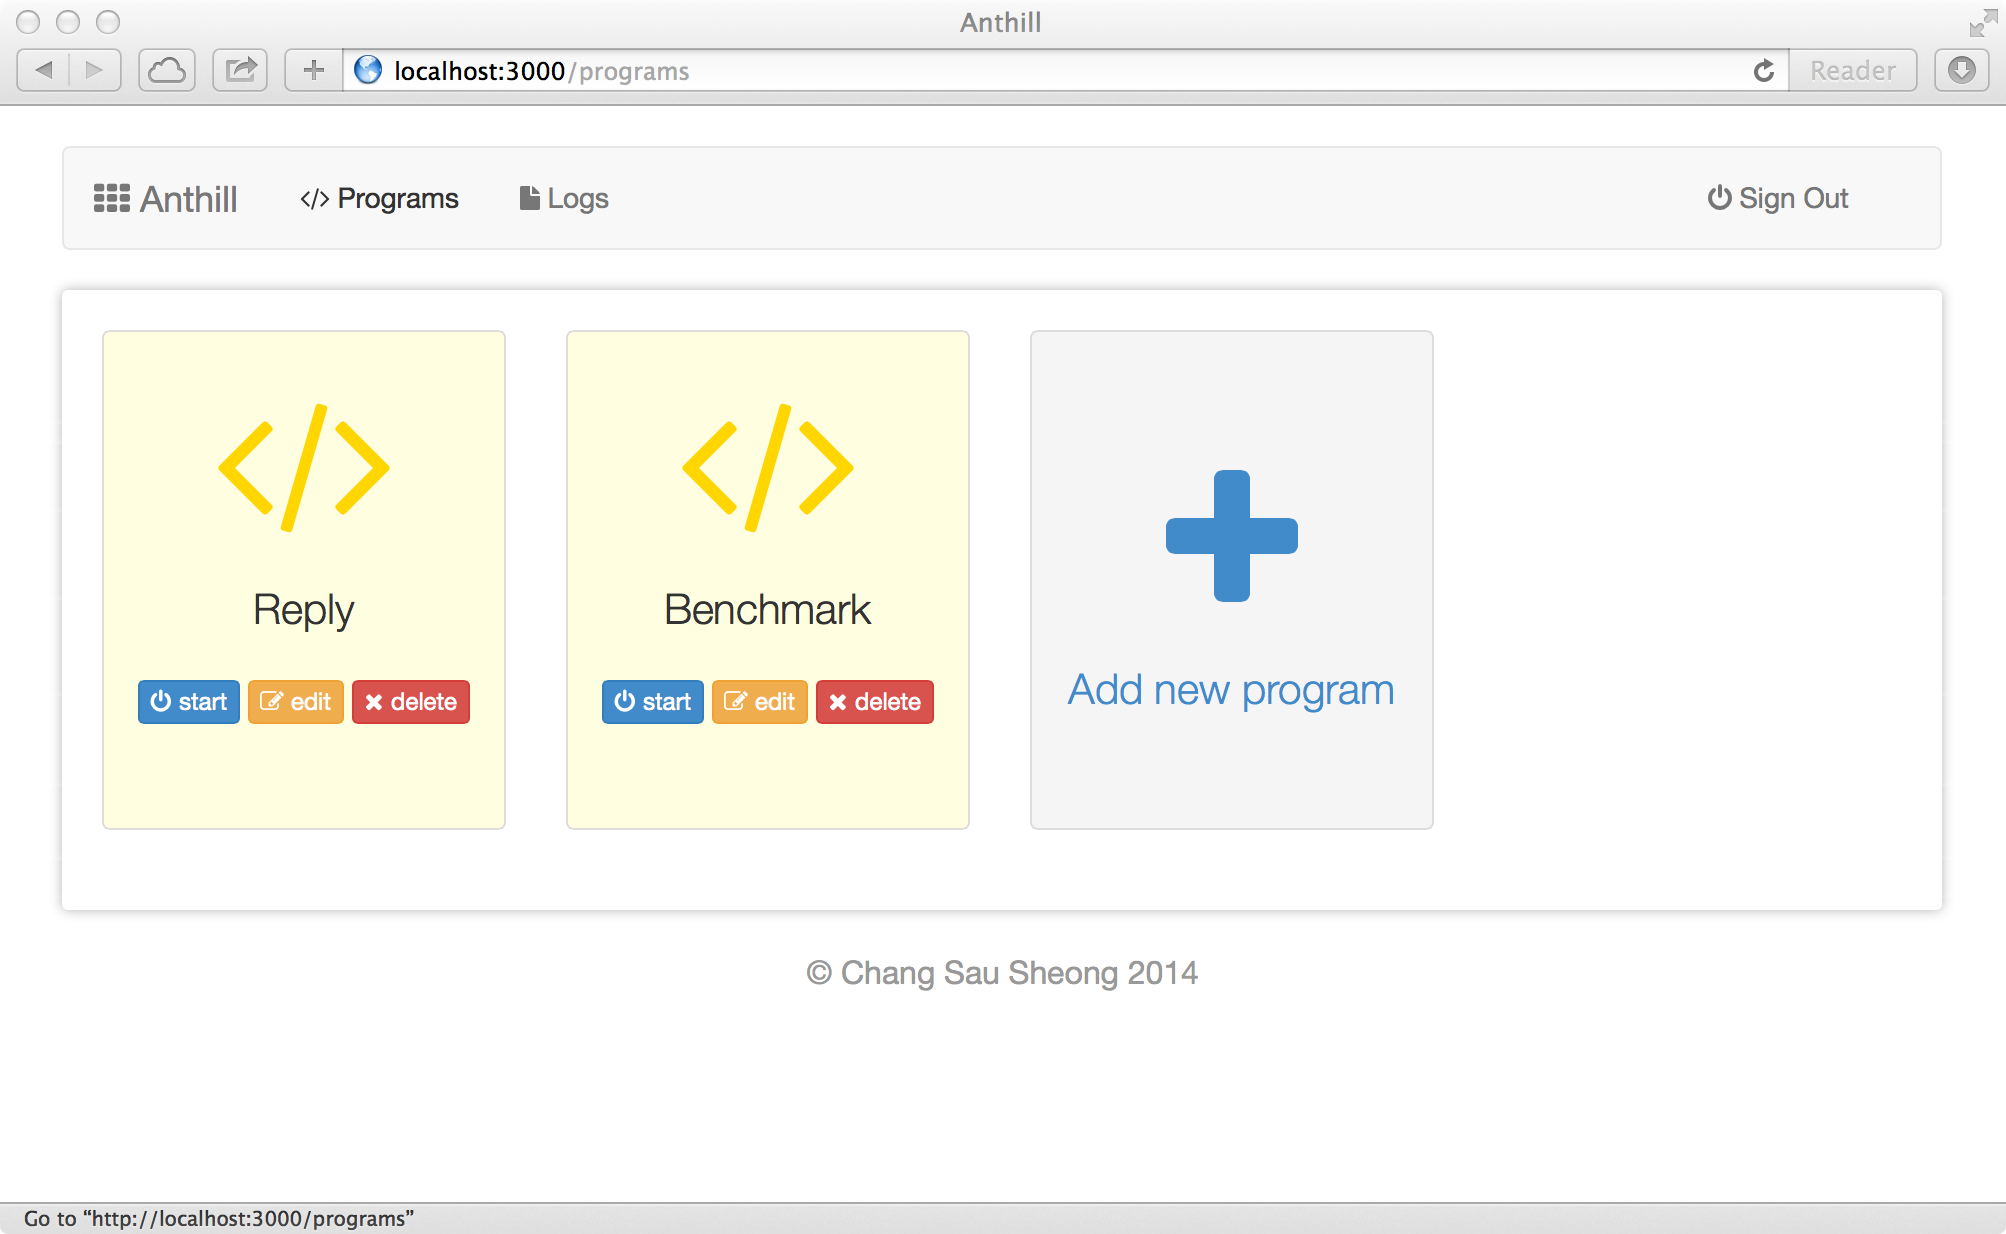 Anthill
localhost:3000/programs
Reader
Anthill
</> Programs
Logs
Sign Out
</>
Reply
start
edit
delete
</>
Benchmark
start
edit
delete
Add new program
© Chang Sau Sheong 2014
Go to “http://localhost:3000/programs”